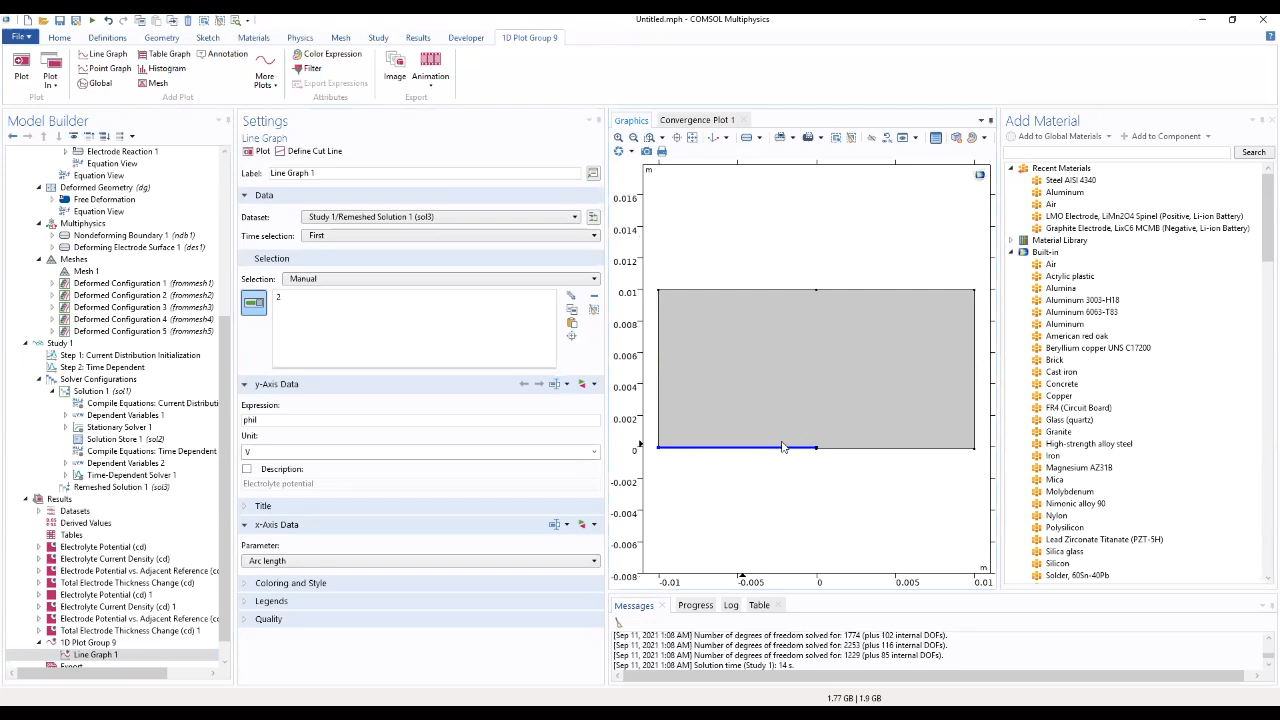 Untitled.mph - COMSOL Multiphysics
File
Home
Definitions
Geometry
Sketch
Materials
Physics
Mesh
Study
Results
Developer
1D Plot Group 9
Plot
Plot In
Plot
Line Graph
Point Graph
Global
Table Graph
Histogram
Mesh
Annotation
More Plots
Add Plot
Color Expression
Filter
Export Expressions
Attributes
Image
Animation
Export
Model Builder
Electrode Reaction 1
Equation View
Equation View
Deformed Geometry (dg)
Free Deformation
Equation View
Multiphysics
Nondeforming Boundary 1 (ndb1)
Deforming Electrode Surface 1 (des1)
Meshes
Mesh 1
Deformed Configuration 1 (frommesh1)
Deformed Configuration 2 (frommesh2)
Deformed Configuration 3 (frommesh3)
Deformed Configuration 4 (frommesh4)
Deformed Configuration 5 (frommesh5)
Study 1
Step 1: Current Distribution Initialization
Step 2: Time Dependent
Solver Configurations
Solution 1 (sol1)
Compile Equations: Current Distributi
Dependent Variables 1
Stationary Solver 1
Solution Store 1 (sol2)
Compile Equations: Time Dependent
Dependent Variables 2
Time-Dependent Solver 1
Remeshed Solution 1 (sol3)
Results
Datasets
Derived Values
Tables
Electrolyte Potential (cd)
Electrolyte Current Density (cd)
Electrode Potential vs. Adjacent Reference (cd)
Total Electrode Thickness Change (cd)
Electrolyte Potential (cd) 1
Electrolyte Current Density (cd) 1
Electrode Potential vs. Adjacent Reference (cd)
Total Electrode Thickness Change (cd) 1
1D Plot Group 9
Line Graph 1
Export
Settings
Line Graph
Plot
Define Cut Line
Label: Line Graph 1
Data
Dataset: Study 1/Remeshed Solution 1 (sol3)
Time selection: First
Selection
Selection: Manual
2
y-Axis Data
Expression:
phil
Unit:
V
Description:
Electrolyte potential
Title
x-Axis Data
Parameter:
Arc length
Coloring and Style
Legends
Quality
Graphics
Convergence Plot 1
m
0.016
0.014
0.012
0.01
0.008
0.006
0.004
0.002
0
-0.002
-0.004
-0.006
-0.008
m
-0.01
-0.005
0
0.005
0.01
Messages
Progress
Log
Table
[Sep 11, 2021 1:08 AM] Number of degrees of freedom solved for: 1774 (plus 102 internal DOFs).
[Sep 11, 2021 1:08 AM] Number of degrees of freedom solved for: 2253 (plus 116 internal DOFs).
[Sep 11, 2021 1:08 AM] Number of degrees of freedom solved for: 1229 (plus 85 internal DOFs).
[Sep 11, 2021 1:08 AM] Solution time (Study 1): 14 s.
Add Material
Add to Global Materials
Add to Component
Search
Recent Materials
Steel AISI 4340
Aluminum
Air
LMO Electrode, LiMn2O4 Spinel (Positive, Li-ion Battery)
Graphite Electrode, LixC6 MCMB (Negative, Li-ion Battery)
Material Library
Built-in
Air
Acrylic plastic
Alumina
Aluminum 3003-H18
Aluminum 6063-T83
Aluminum
American red oak
Beryllium copper UNS C17200
Brick
Cast iron
Concrete
Copper
FR4 (Circuit Board)
Glass (quartz)
Granite
High-strength alloy steel
Iron
Magnesium AZ31B
Mica
Molybdenum
Nimonic alloy 90
Nylon
Polysilicon
Lead Zirconate Titanate (PZT-5H)
Silica glass
Silicon
Solder, 60Sn-40Pb
1.77 GB | 1.9 GB